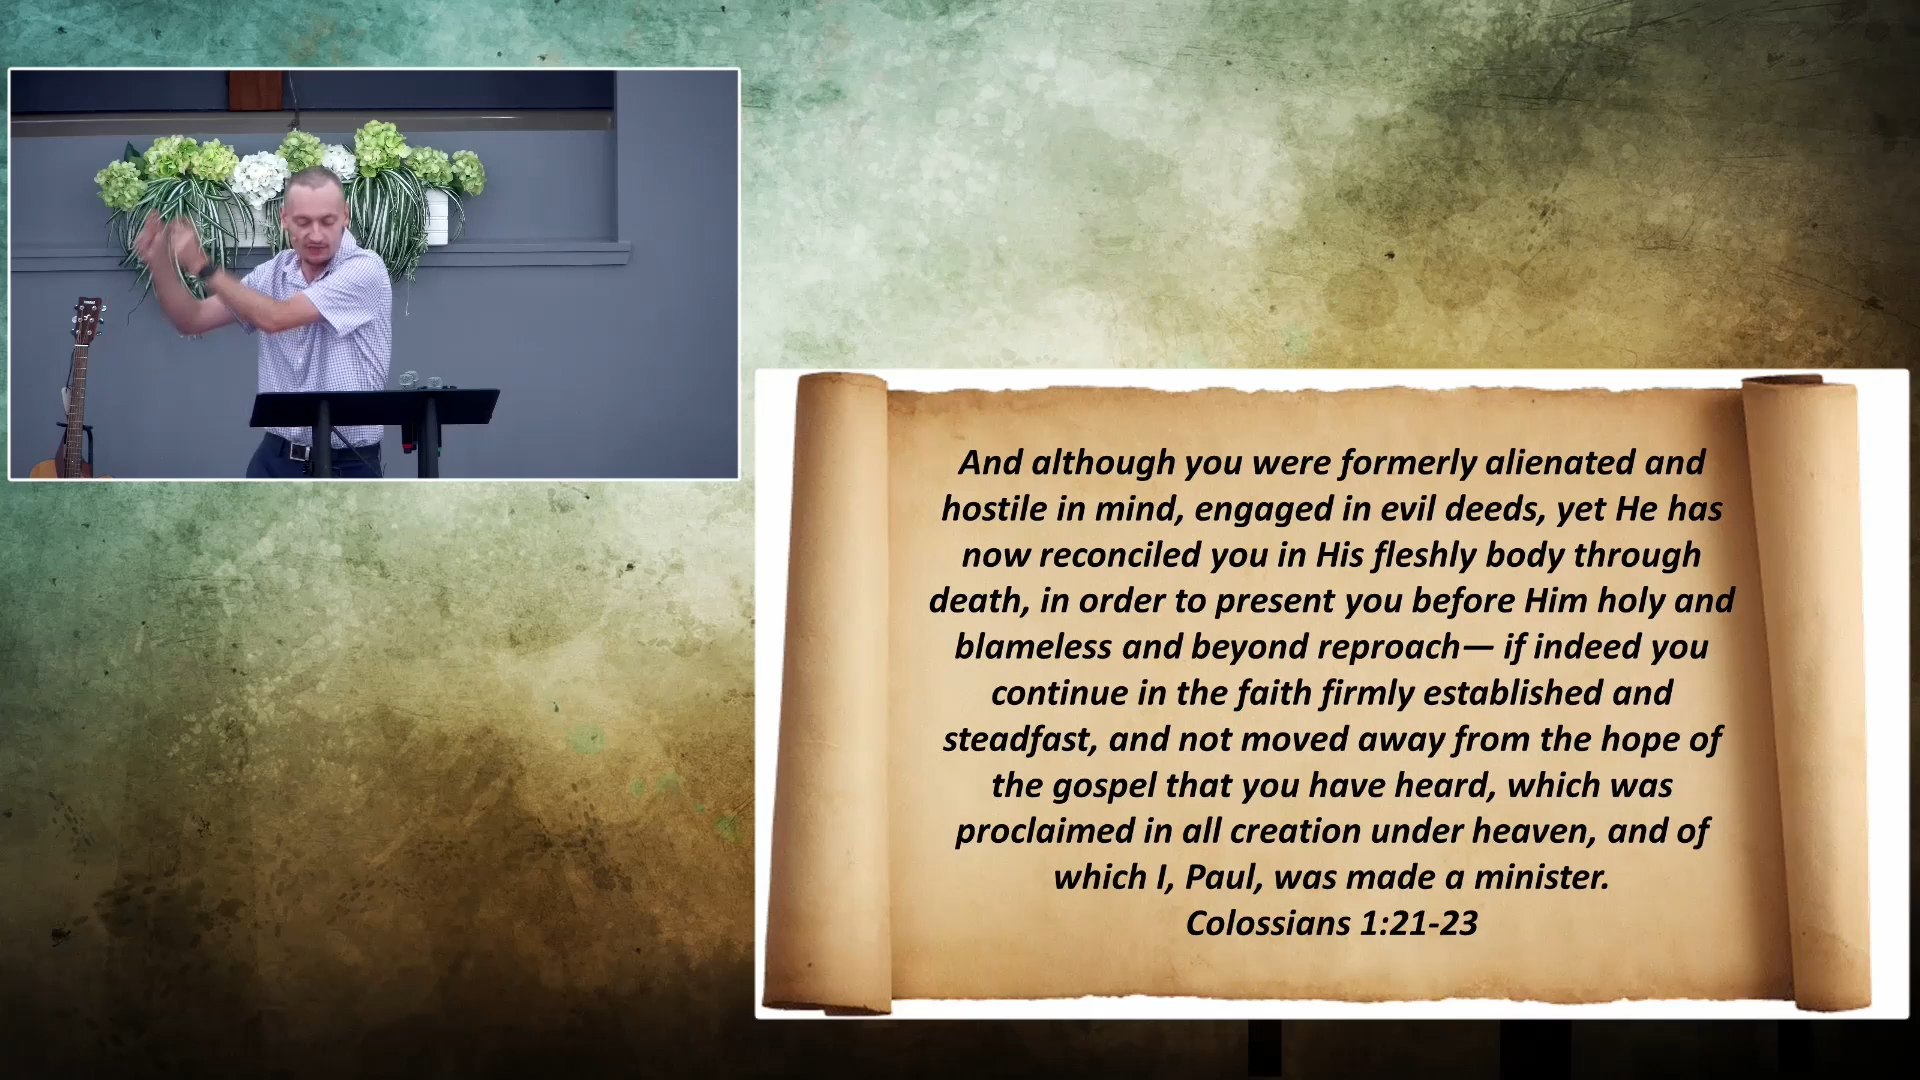 And although you were formerly alienated and
hostile in mind, engaged in evil deeds, yet He has
now reconciled you in His fleshly body through
death, in order to present you before Him holy and
blameless and beyond reproach— if indeed you
continue in the faith firmly established and
steadfast, and not moved away from the hope of
the gospel that you have heard, which was
proclaimed in all creation under heaven, and of
which I, Paul, was made a minister.
Colossians 1:21-23